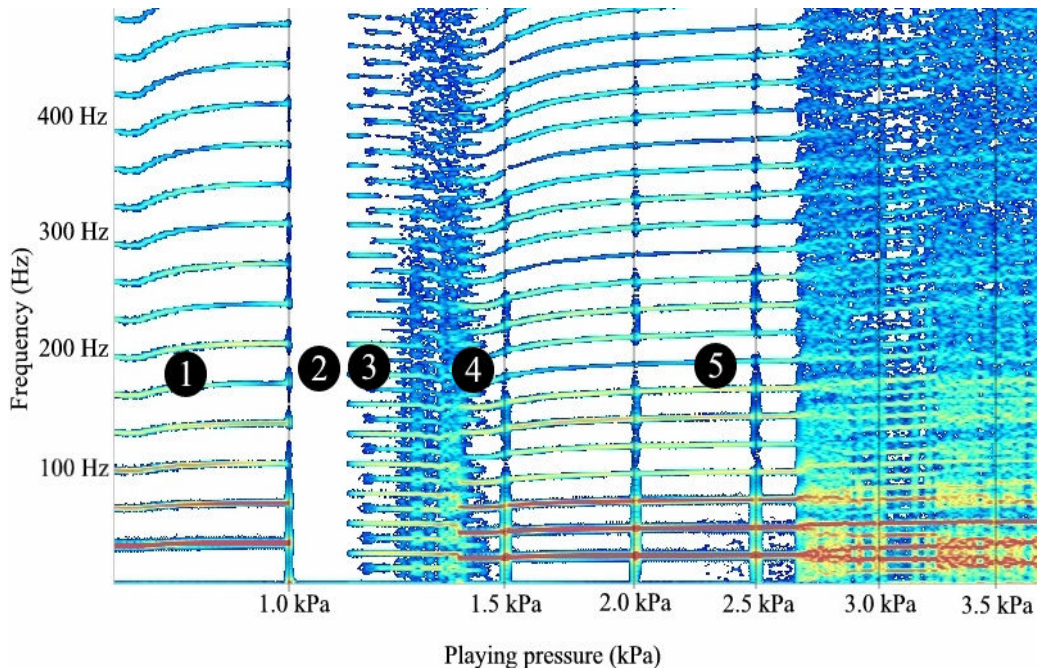 400 Hz
300 Hz
200 Hz
100 Hz
Frequency (Hz)
1 2 3 4 5
1.0 kPa 1.5 kPa 2.0 kPa 2.5 kPa 3.0 kPa 3.5 kPa
Playing pressure (kPa)